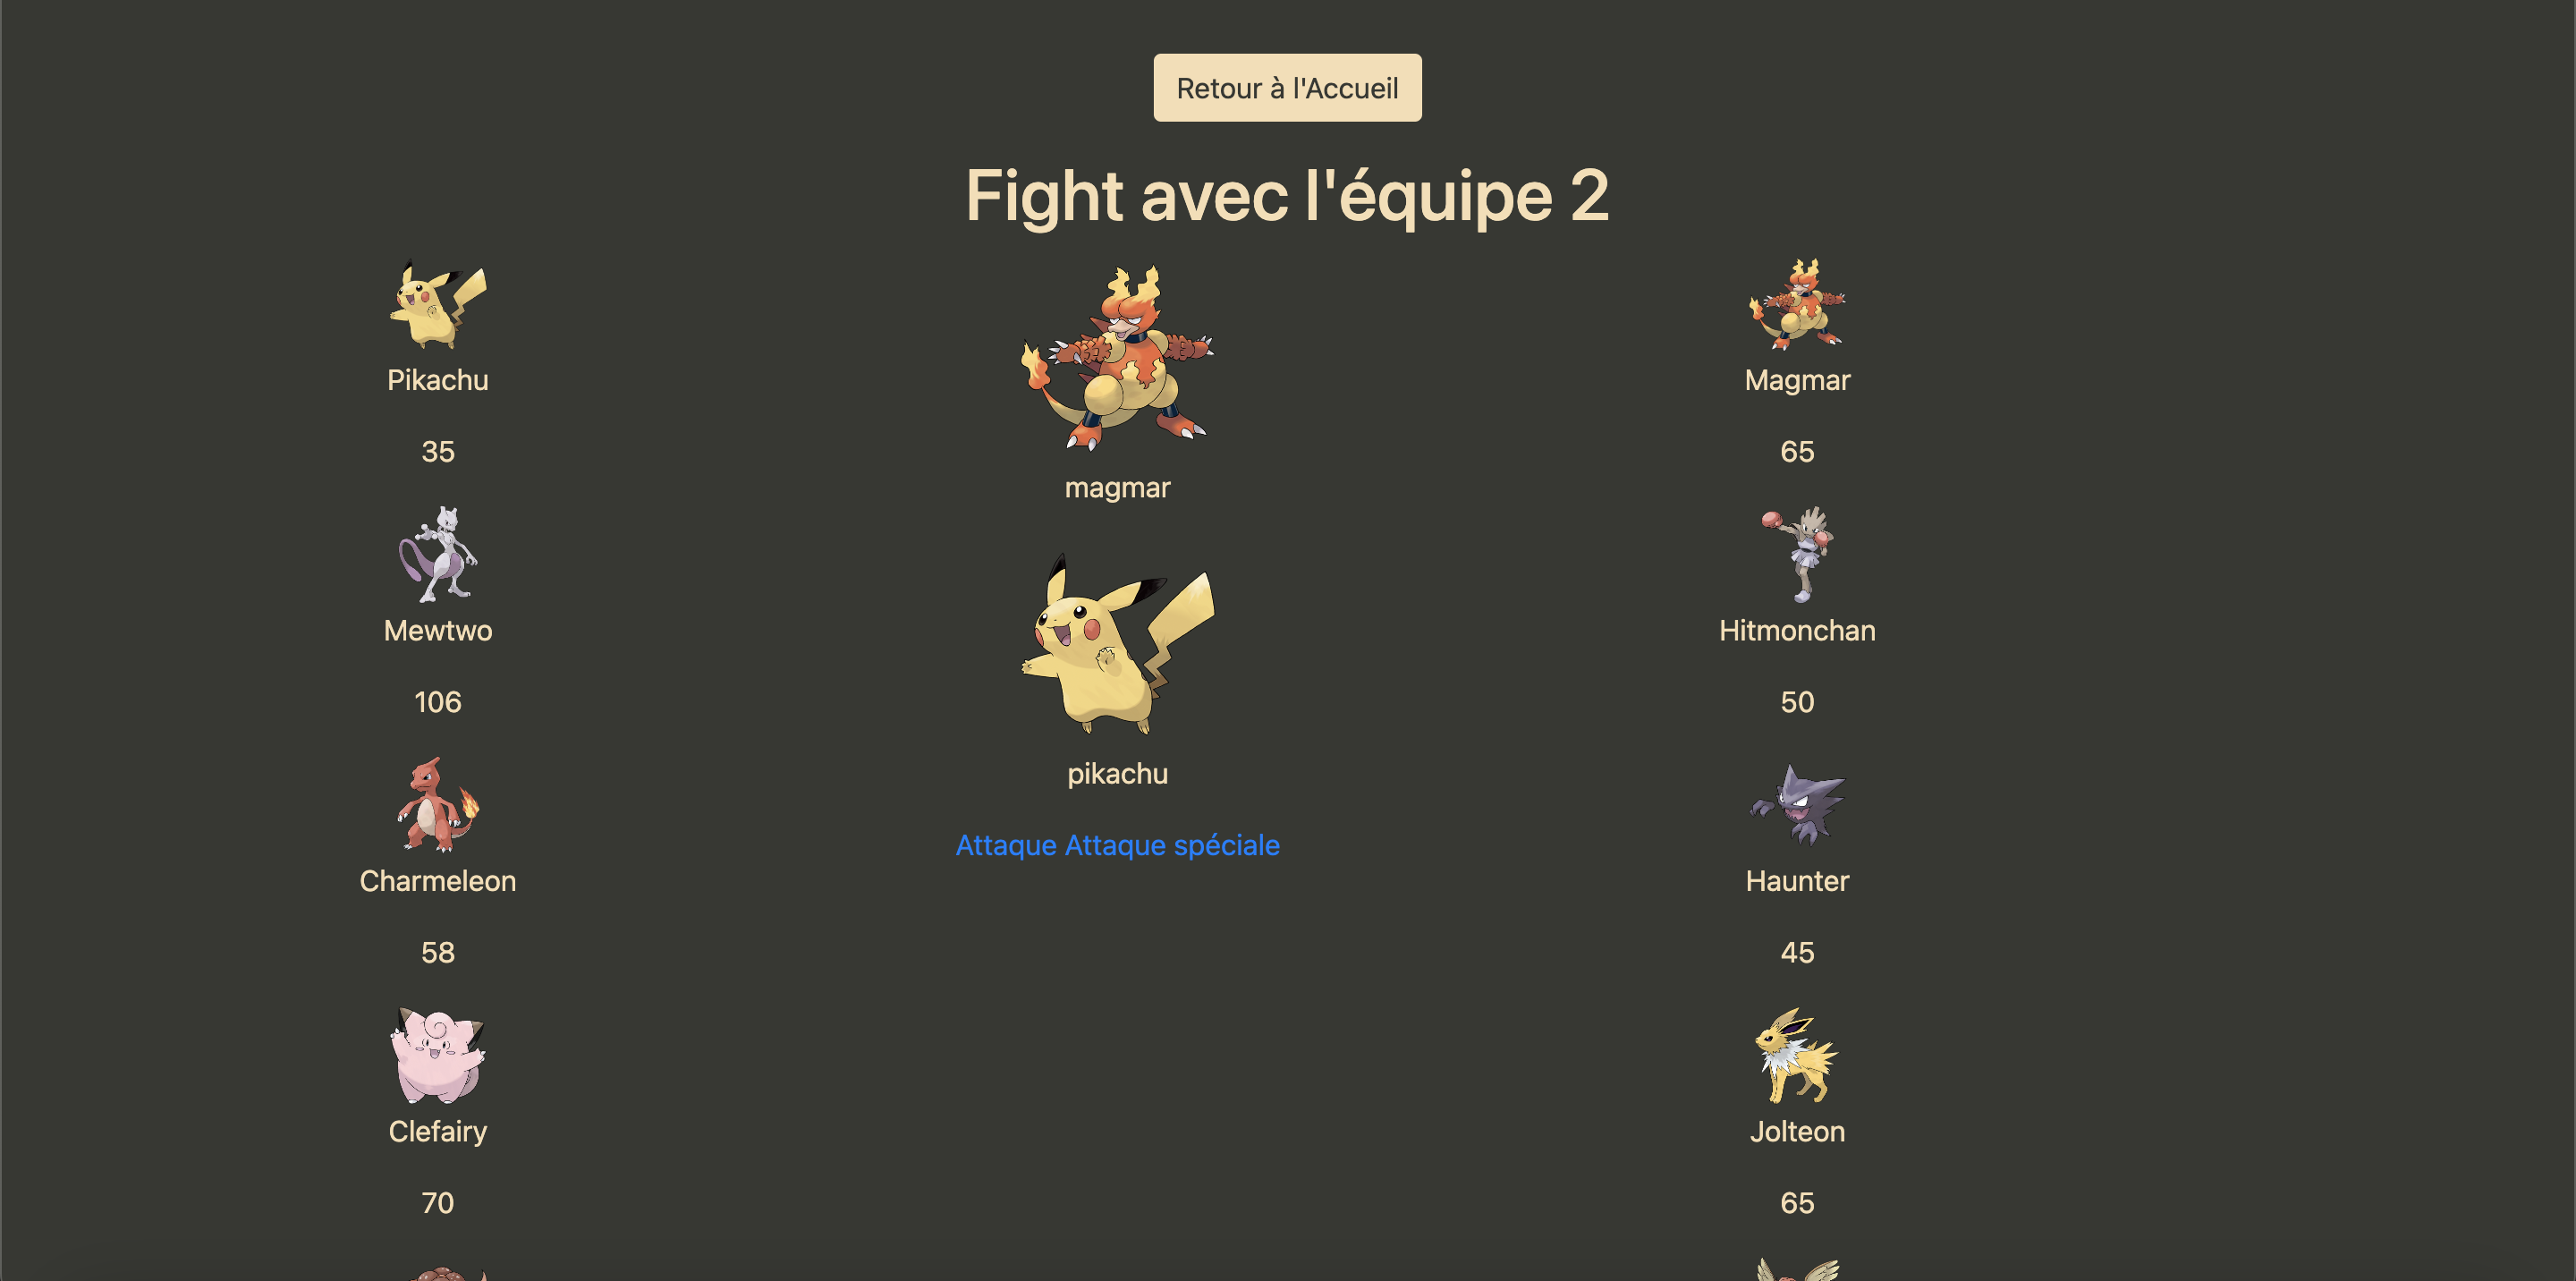 Retour à l'Accueil
Fight avec l'équipe 2
Pikachu
35
Mewtwo
106
Charmeleon
58
Clefairy
70
magmar
pikachu
Attaque Attaque spéciale
Magmar
65
Hitmonchan
50
Haunter
45
Jolteon
65